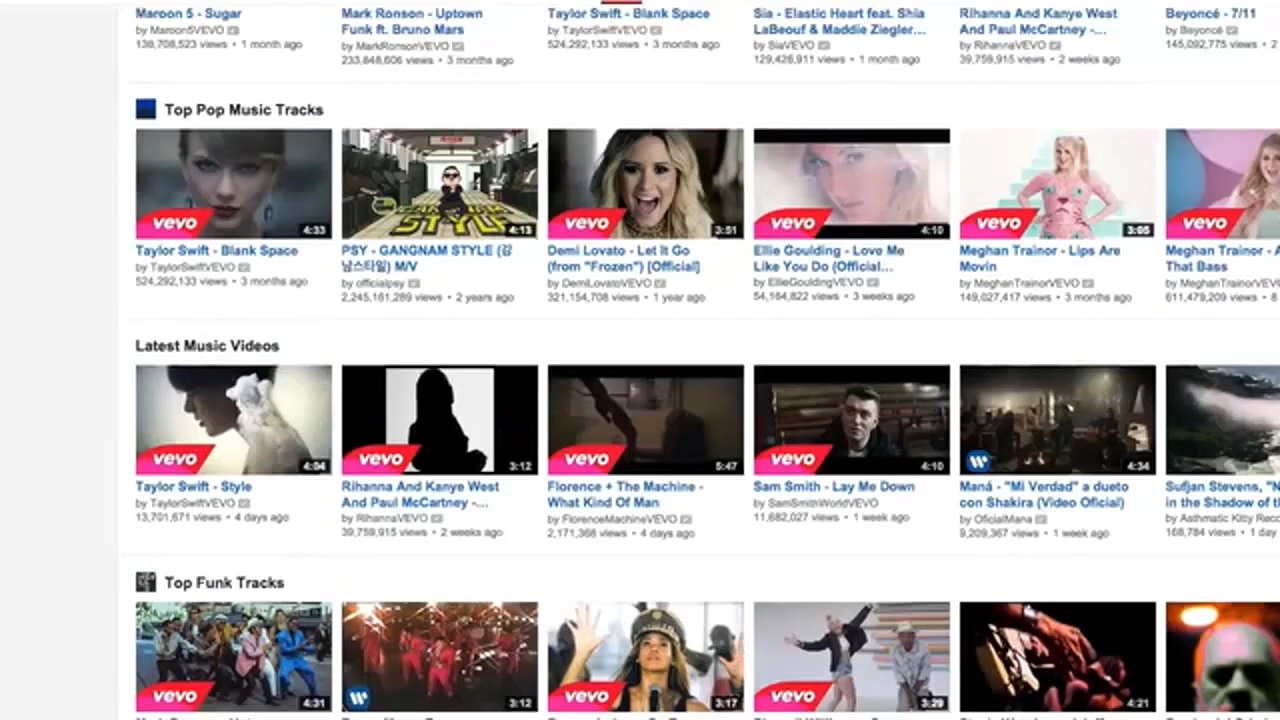 Maroon 5 - Sugar
by Maroon5VEVO
138,708,523 views • 1 month ago
Mark Ronson - Uptown
Funk ft. Bruno Mars
by MarkRonsonVEVO
233,848,606 views • 3 months ago
Taylor Swift - Blank Space
by TaylorSwiftVEVO
524,292,133 views • 3 months ago
Sia - Elastic Heart feat. Shia
LaBeouf & Maddie Ziegler...
by SiaVEVO
129,426,911 views • 1 month ago
Rihanna And Kanye West
And Paul McCartney -...
by RihannaVEVO
39,759,915 views • 2 weeks ago
Beyoncé - 7/11
by Beyoncé
145,092,775 views • 2
Top Pop Music Tracks
vevo
4:33
Taylor Swift - Blank Space
by TaylorSwiftVEVO
524,292,133 views • 3 months ago
STYLE
4:13
PSY - GANGNAM STYLE (강
남스타일) M/V
by officialpsy
2,245,161,289 views • 2 years ago
vevo
3:51
Demi Lovato - Let It Go
(from "Frozen") [Official]
by DemiLovatoVEVO
321,154,708 views • 1 year ago
vevo
4:10
Ellie Goulding - Love Me
Like You Do (Official...
by EllieGouldingVEVO
54,164,822 views • 3 weeks ago
vevo
3:05
Meghan Trainor - Lips Are
Movin
by MeghanTrainorVEVO
149,027,417 views • 3 months ago
vevo
Meghan Trainor - A
That Bass
by MeghanTrainorVEVO
611,479,209 views • 8
Latest Music Videos
vevo
4:04
Taylor Swift - Style
by TaylorSwiftVEVO
13,701,671 views • 4 days ago
vevo
3:12
Rihanna And Kanye West
And Paul McCartney -...
by RihannaVEVO
39,759,915 views • 2 weeks ago
vevo
5:47
Florence + The Machine -
What Kind Of Man
by FlorenceMachineVEVO
2,171,368 views • 4 days ago
vevo
4:10
Sam Smith - Lay Me Down
by SamSmithWorldVEVO
11,682,027 views • 1 week ago
4:34
Maná - "Mi Verdad" a dueto
con Shakira (Video Oficial)
by OficialMana
9,209,367 views • 1 week ago
Sufjan Stevens, "N
in the Shadow of t
by Asthmatic Kitty Reco
168,784 views • 1 day
Top Funk Tracks
vevo
4:31
3:12
vevo
3:17
vevo
3:29
4:21